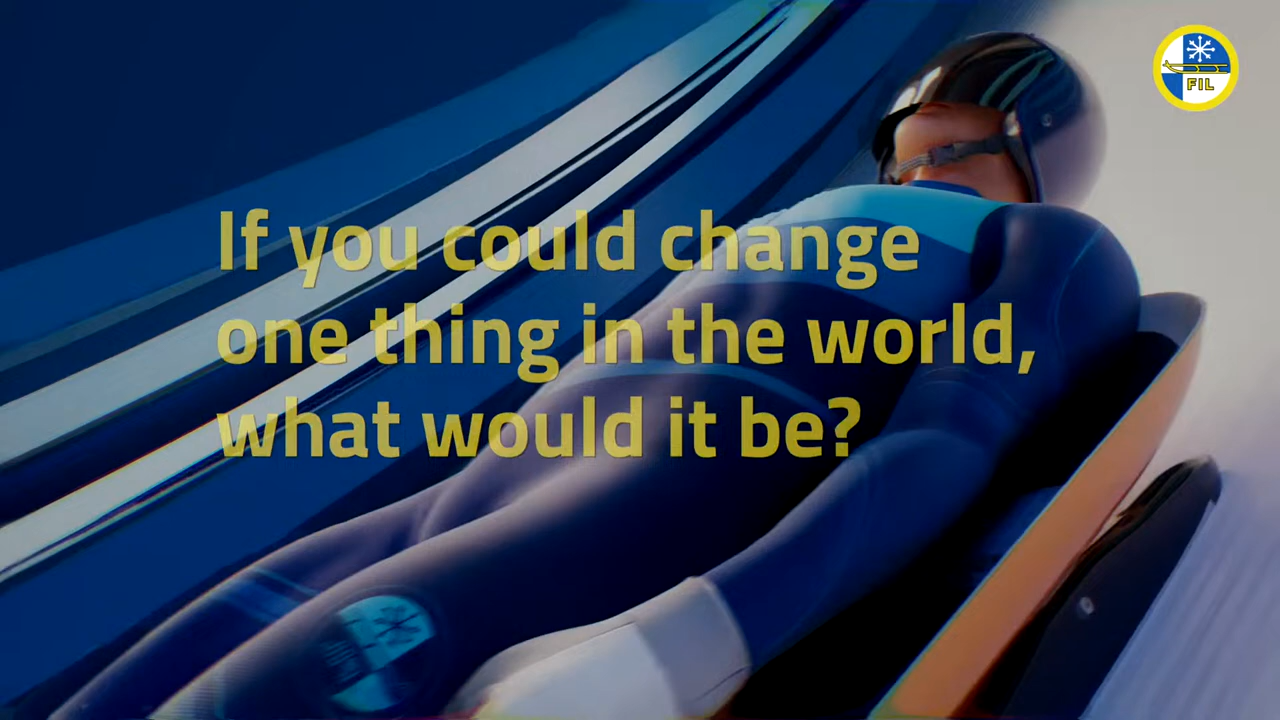 FIL
If you could change
one thing in the world,
what would it be?